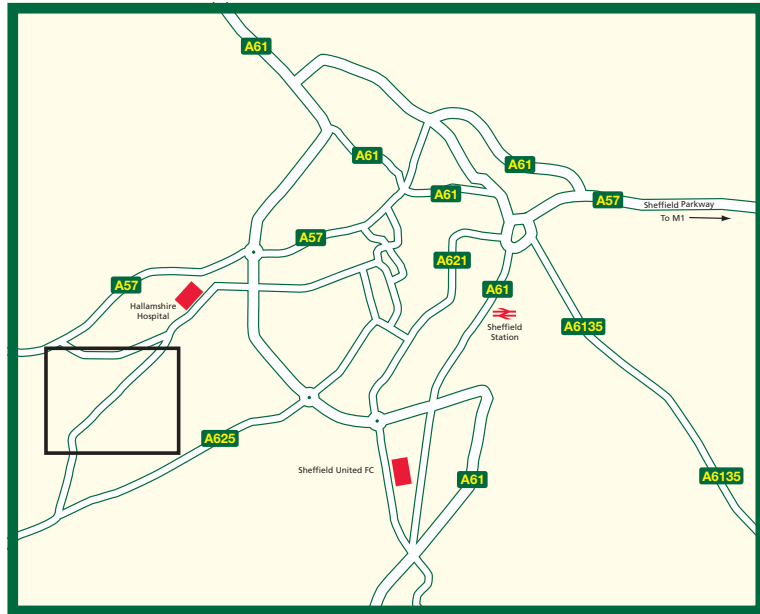 A61
A61
A61
A61
A57
Sheffield Parkway
To M1
A57
A621
A57
A61
Hallamshire
Hospital
Sheffield
Station
A6135
A625
Sheffield United FC
A61
A6135